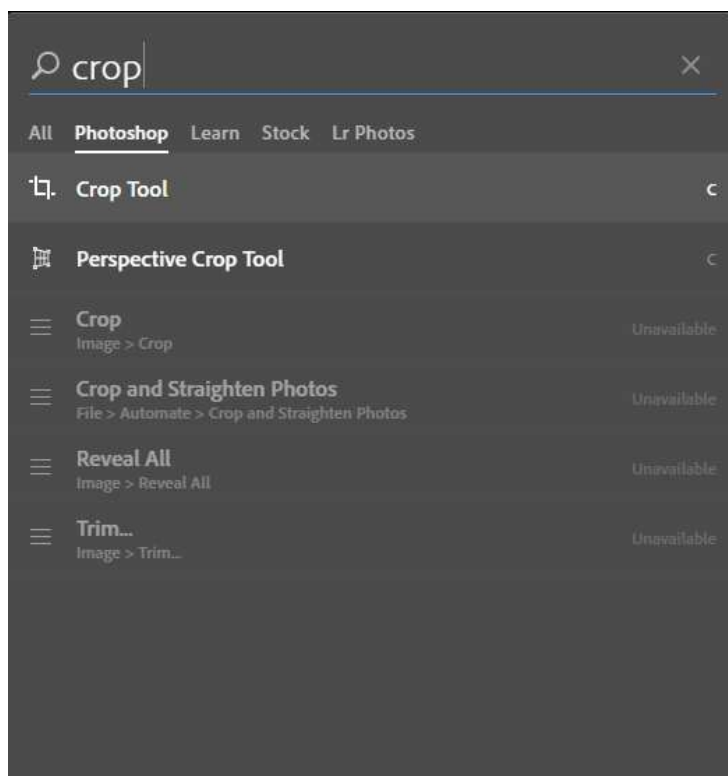 crop
All Photoshop Learn Stock Lr Photos
Crop Tool C
Perspective Crop Tool C
Crop
Image > Crop Unavailable
Crop and Straighten Photos
File > Automate > Crop and Straighten Photos Unavailable
Reveal All
Image > Reveal All Unavailable
Trim...
Image > Trim... Unavailable